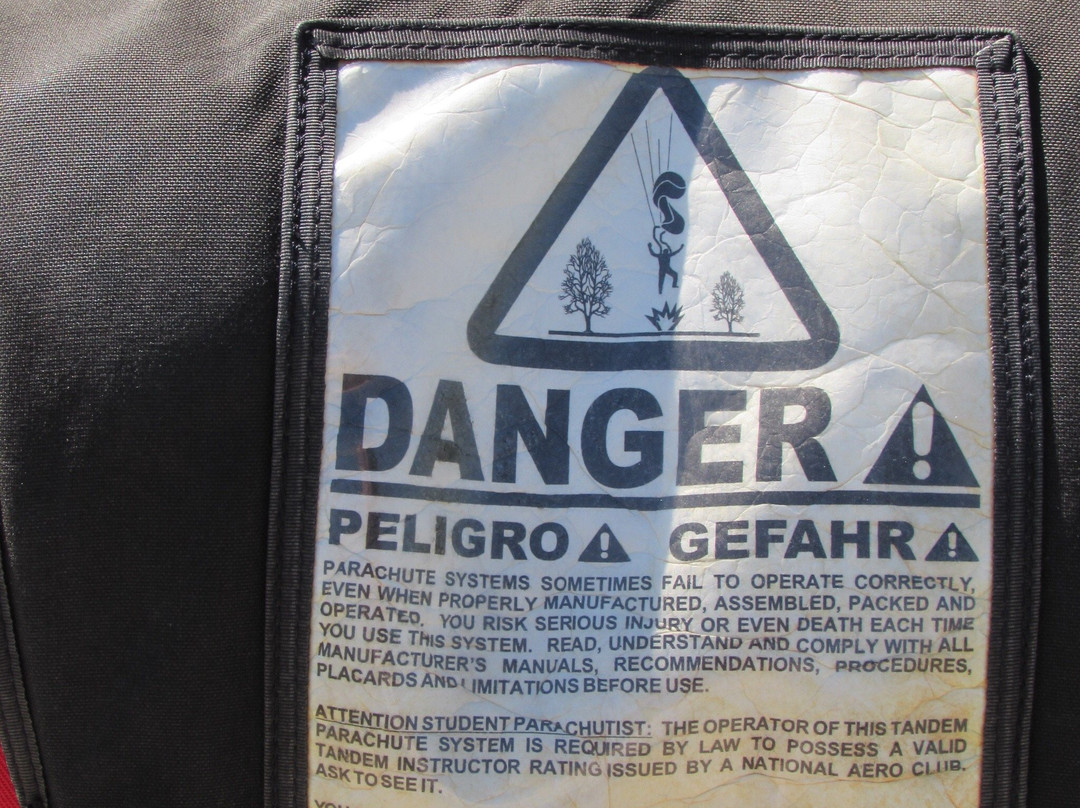 DANGER
PELIGRO GEFAHR
PARACHUTE SYSTEMS SOMETIMES FAIL TO OPERATE CORRECTLY,
EVEN WHEN PROPERLY MANUFACTURED, ASSEMBLED, PACKED AND
OPERATED. YOU RISK SERIOUS INJURY OR EVEN DEATH EACH TIME
YOU USE THIS SYSTEM. READ, UNDERSTAND AND COMPLY WITH ALL
MANUFACTURER'S MANUALS, RECOMMENDATIONS, PROCEDURES,
PLACARDS AND LIMITATIONS BEFORE USE.
ATTENTION STUDENT PARACHUTIST: THE OPERATOR OF THIS TANDEM
PARACHUTE SYSTEM IS REQUIRED BY LAW TO POSSESS A VALID
TANDEM INSTRUCTOR RATING ISSUED BY A NATIONAL AERO CLUB.
ASK TO SEE IT.